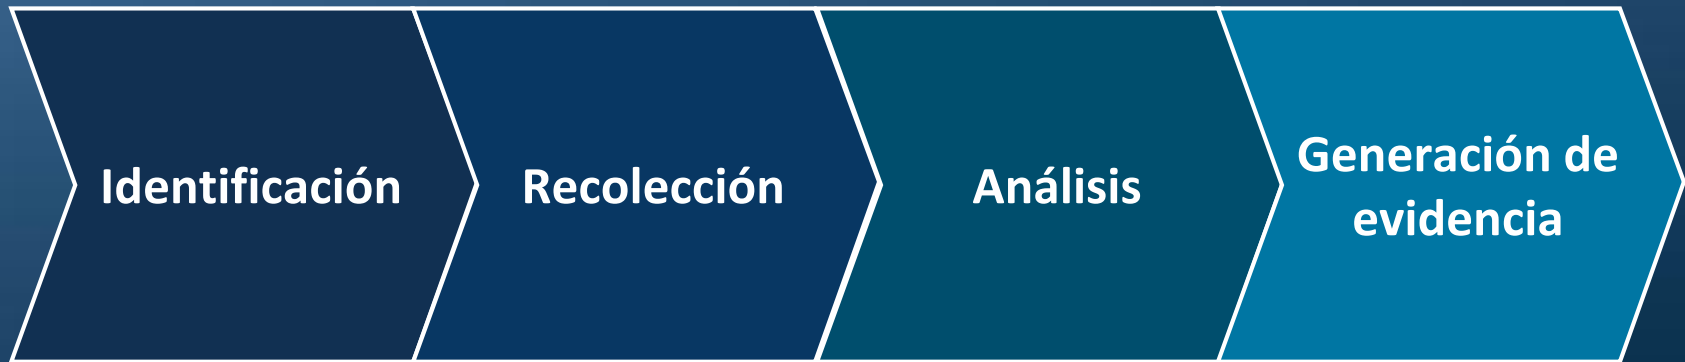 Identificación
Recolección
Análisis
Generación de
evidencia